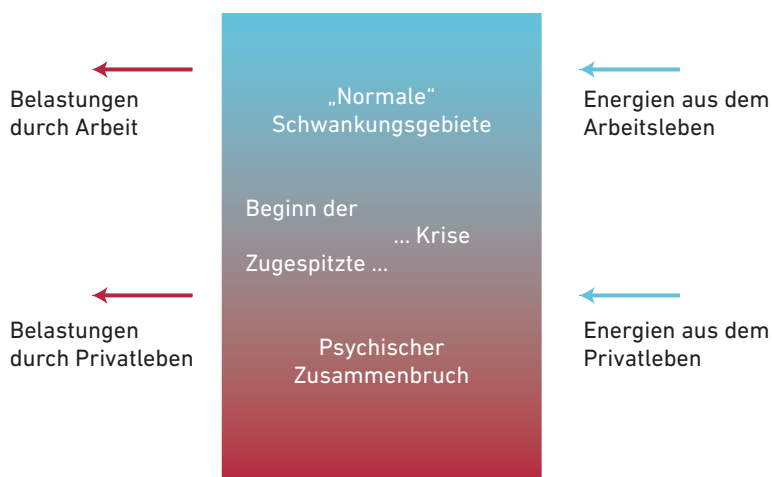 Belastungen
durch Arbeit
„Normale“
Schwankungsgebiete
Energien aus dem
Arbeitsleben
Beginn der
... Krise
Zugespitzte ...
Belastungen
durch Privatleben
Psychischer
Zusammenbruch
Energien aus dem
Privatleben